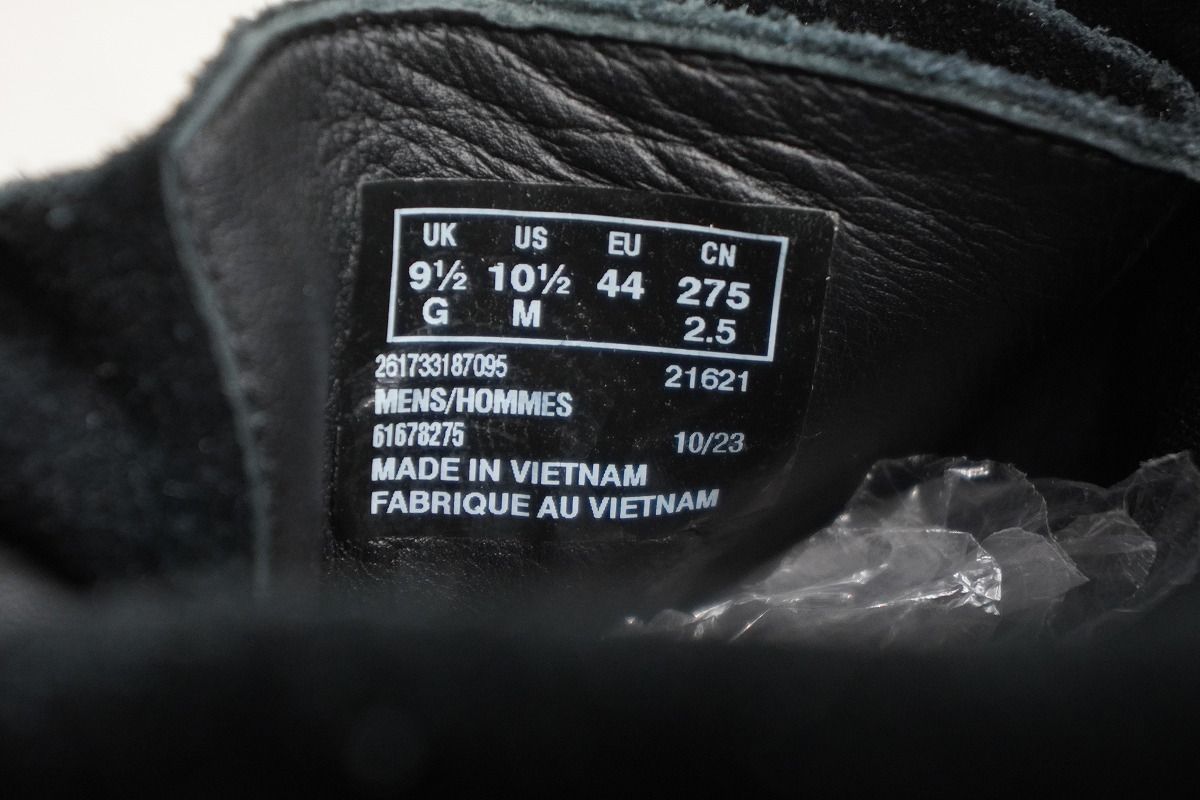 UK US EU CN
9½ 10½ 44 275
G M 2.5
261733187095 21621
MENS/HOMMES
61678275 10/23
MADE IN VIETNAM
FABRIQUE AU VIETNAM